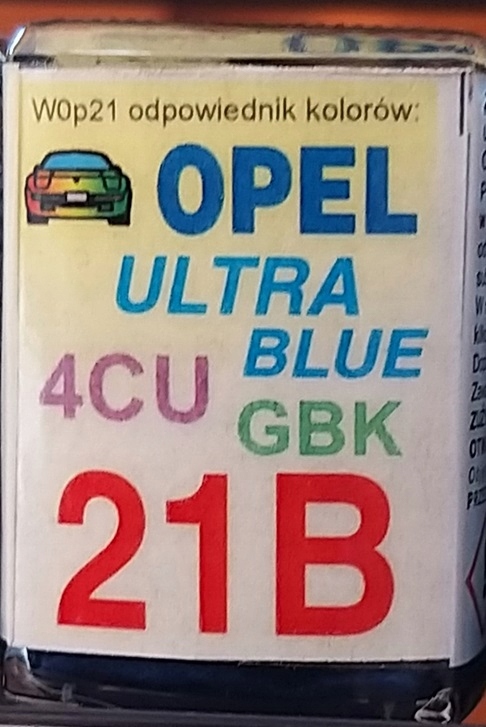 W0p21 odpowiednik kolorów:
OPEL
ULTRA
BLUE
4CU
GBK
21B